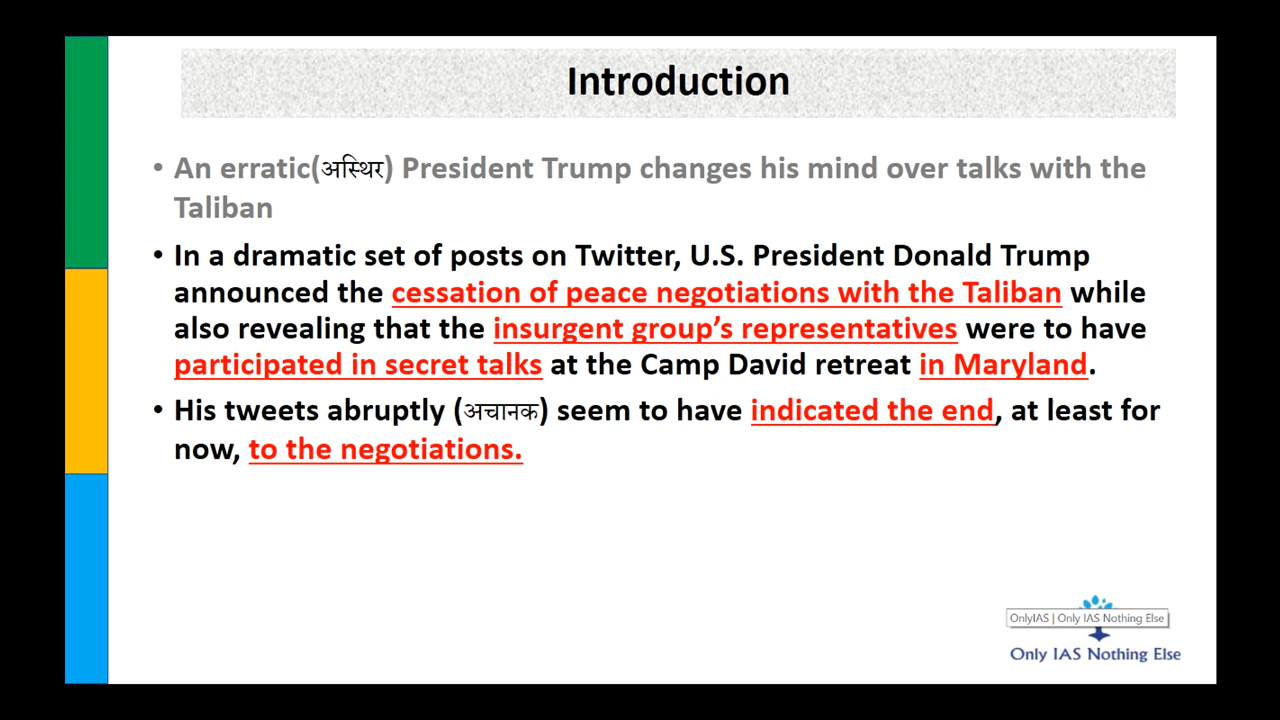 Introduction
• An erratic(अस्थिर) President Trump changes his mind over talks with the
Taliban
• In a dramatic set of posts on Twitter, U.S. President Donald Trump
announced the cessation of peace negotiations with the Taliban while
also revealing that the insurgent group’s representatives were to have
participated in secret talks at the Camp David retreat in Maryland.
• His tweets abruptly (अचानक) seem to have indicated the end, at least for
now, to the negotiations.
OnlyIAS | Only IAS Nothing Else
Only IAS Nothing Else